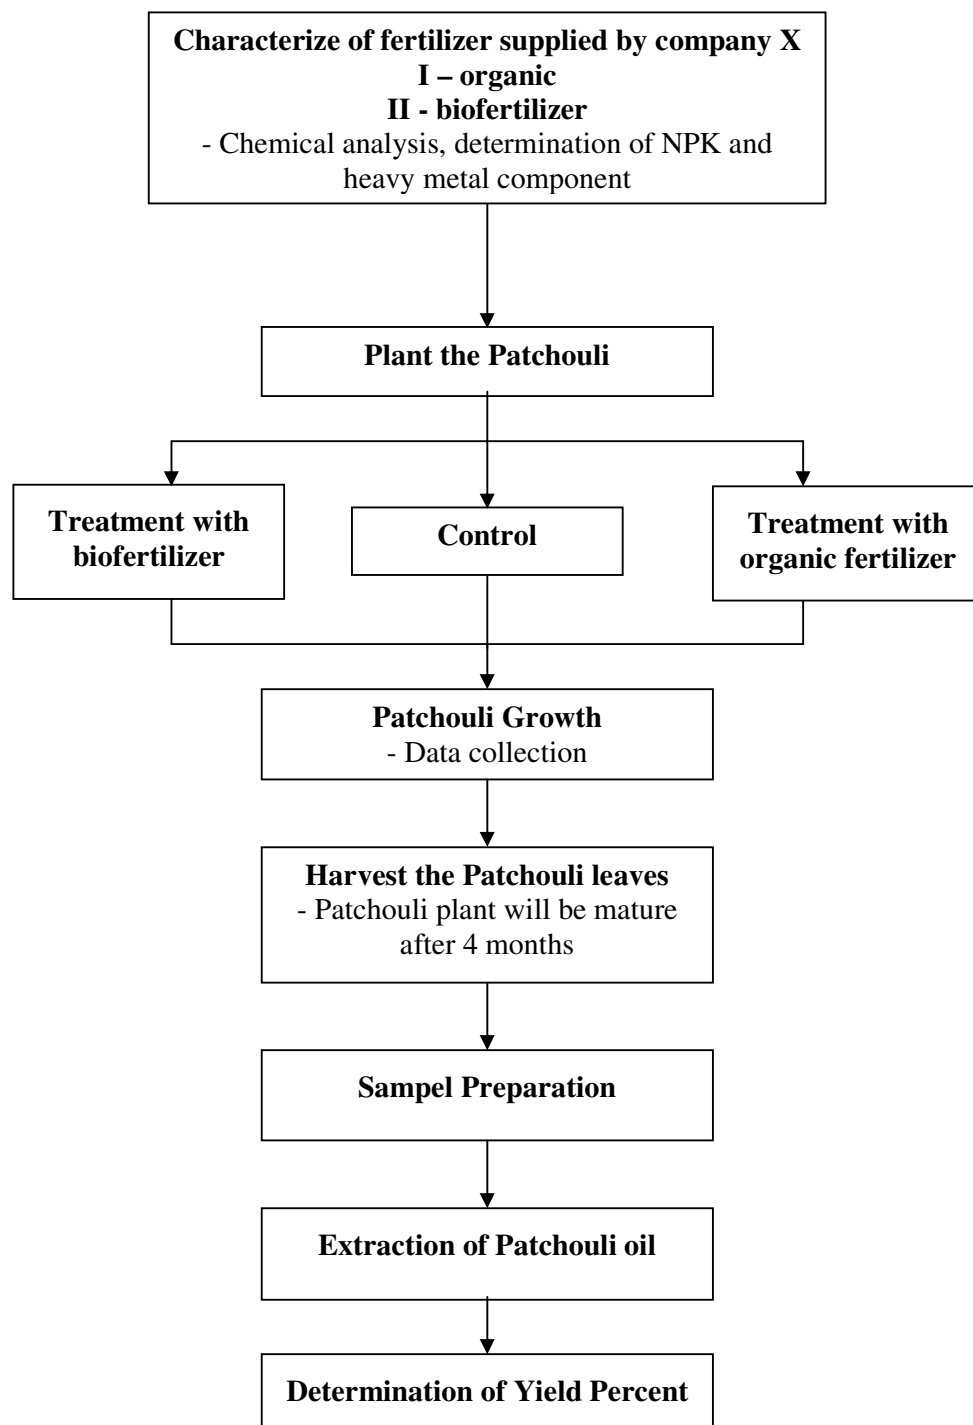 Characterize of fertilizer supplied by company X
I – organic
II - biofertilizer
- Chemical analysis, determination of NPK and
heavy metal component
Plant the Patchouli
Treatment with
biofertilizer
Control
Treatment with
organic fertilizer
Patchouli Growth
- Data collection
Harvest the Patchouli leaves
- Patchouli plant will be mature
after 4 months
Sampel Preparation
Extraction of Patchouli oil
Determination of Yield Percent